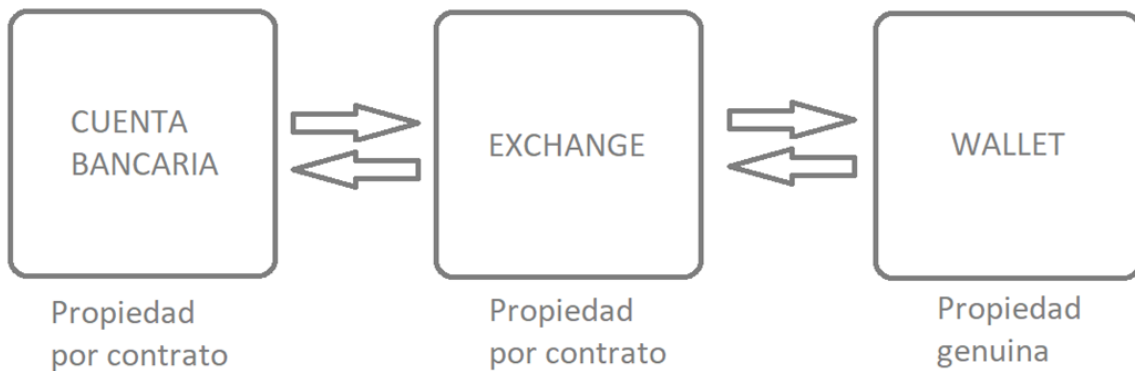 CUENTA
BANCARIA
EXCHANGE
WALLET
Propiedad
por contrato
Propiedad
por contrato
Propiedad
genuina